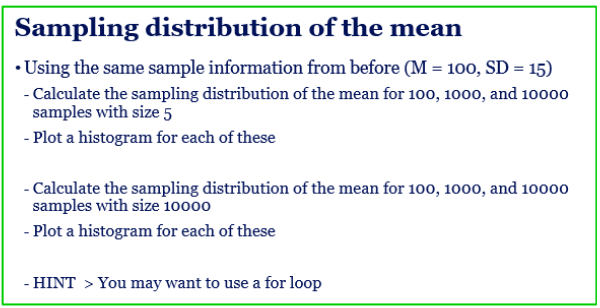 Sampling distribution of the mean
• Using the same sample information from before (M = 100, SD = 15)
- Calculate the sampling distribution of the mean for 100, 1000, and 10000
samples with size 5
- Plot a histogram for each of these
- Calculate the sampling distribution of the mean for 100, 1000, and 10000
samples with size 10000
- Plot a histogram for each of these
- HINT > You may want to use a for loop